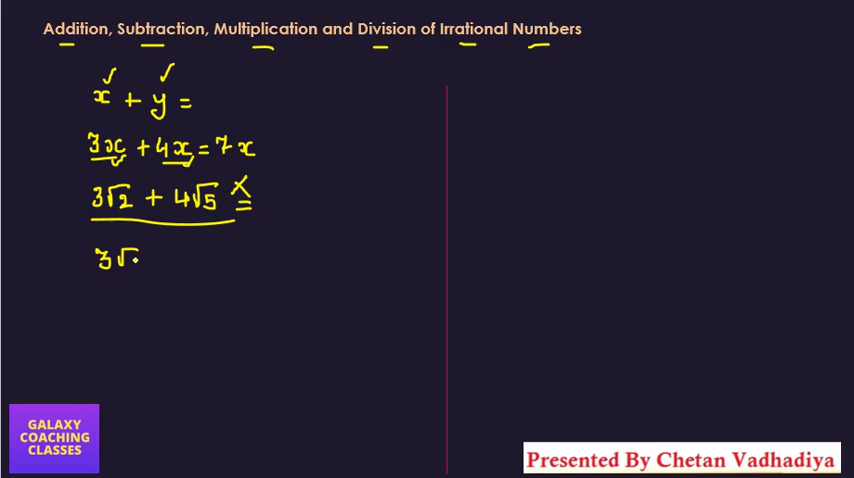 Addition, Subtraction, Multiplication and Division of Irrational Numbers
x + y =
3x + 4x = 7x
3√2 + 4√5 =
3√
GALAXY
COACHING
CLASSES
Presented By Chetan Vadhadiya